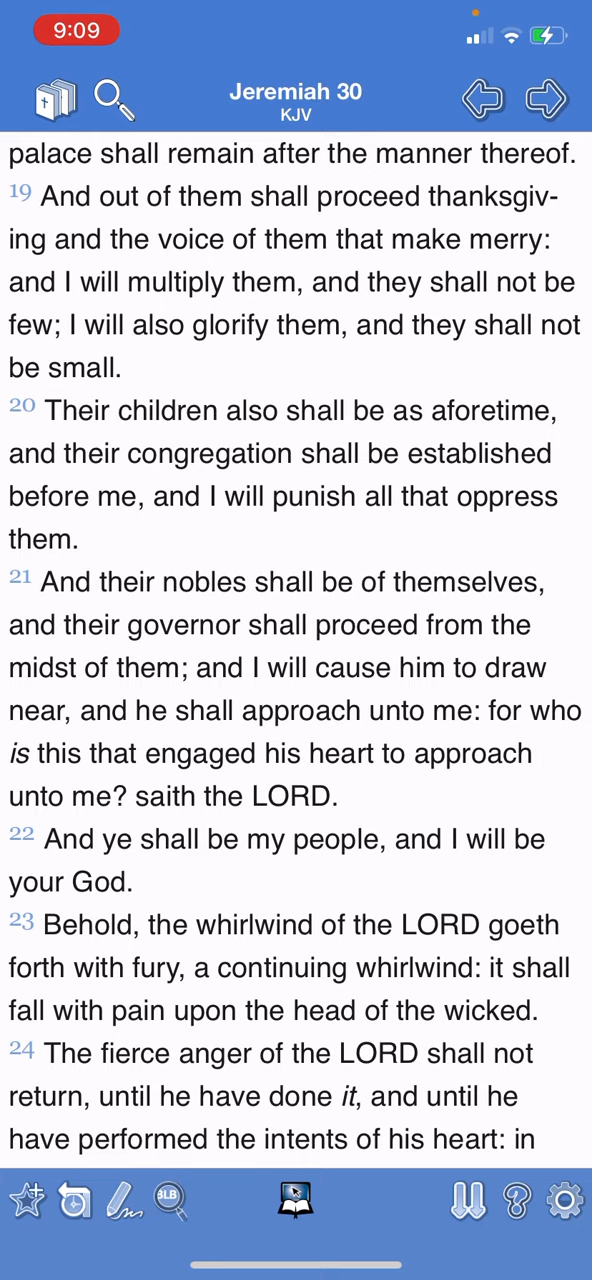 9:09
Jeremiah 30
KJV
palace shall remain after the manner thereof.
19 And out of them shall proceed thanksgiv-
ing and the voice of them that make merry:
and I will multiply them, and they shall not be
few; I will also glorify them, and they shall not
be small.
20 Their children also shall be as aforetime,
and their congregation shall be established
before me, and I will punish all that oppress
them.
21 And their nobles shall be of themselves,
and their governor shall proceed from the
midst of them; and I will cause him to draw
near, and he shall approach unto me: for who
is this that engaged his heart to approach
unto me? saith the LORD.
22 And ye shall be my people, and I will be
your God.
23 Behold, the whirlwind of the LORD goeth
forth with fury, a continuing whirlwind: it shall
fall with pain upon the head of the wicked.
24 The fierce anger of the LORD shall not
return, until he have done it, and until he
have performed the intents of his heart: in
BLB